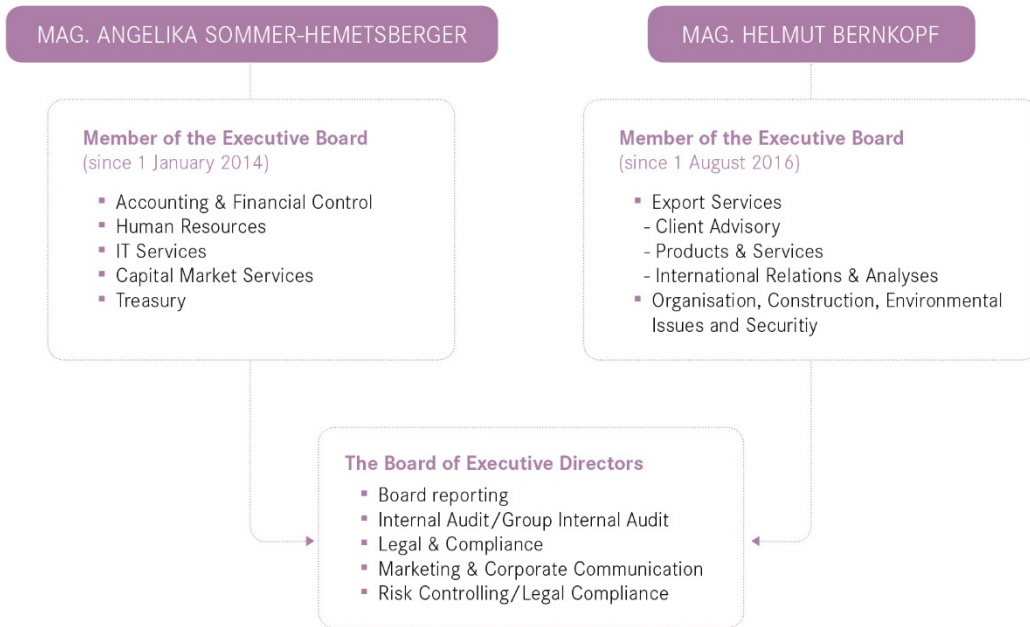 MAG. ANGELIKA SOMMER-HEMETSBERGER
Member of the Executive Board
(since 1 January 2014)
▪ Accounting & Financial Control
▪ Human Resources
▪ IT Services
▪ Capital Market Services
▪ Treasury
MAG. HELMUT BERNKOPF
Member of the Executive Board
(since 1 August 2016)
▪ Export Services
- Client Advisory
- Products & Services
- International Relations & Analyses
▪ Organisation, Construction, Environmental
Issues and Securitiy
The Board of Executive Directors
▪ Board reporting
▪ Internal Audit/Group Internal Audit
▪ Legal & Compliance
▪ Marketing & Corporate Communication
▪ Risk Controlling/Legal Compliance